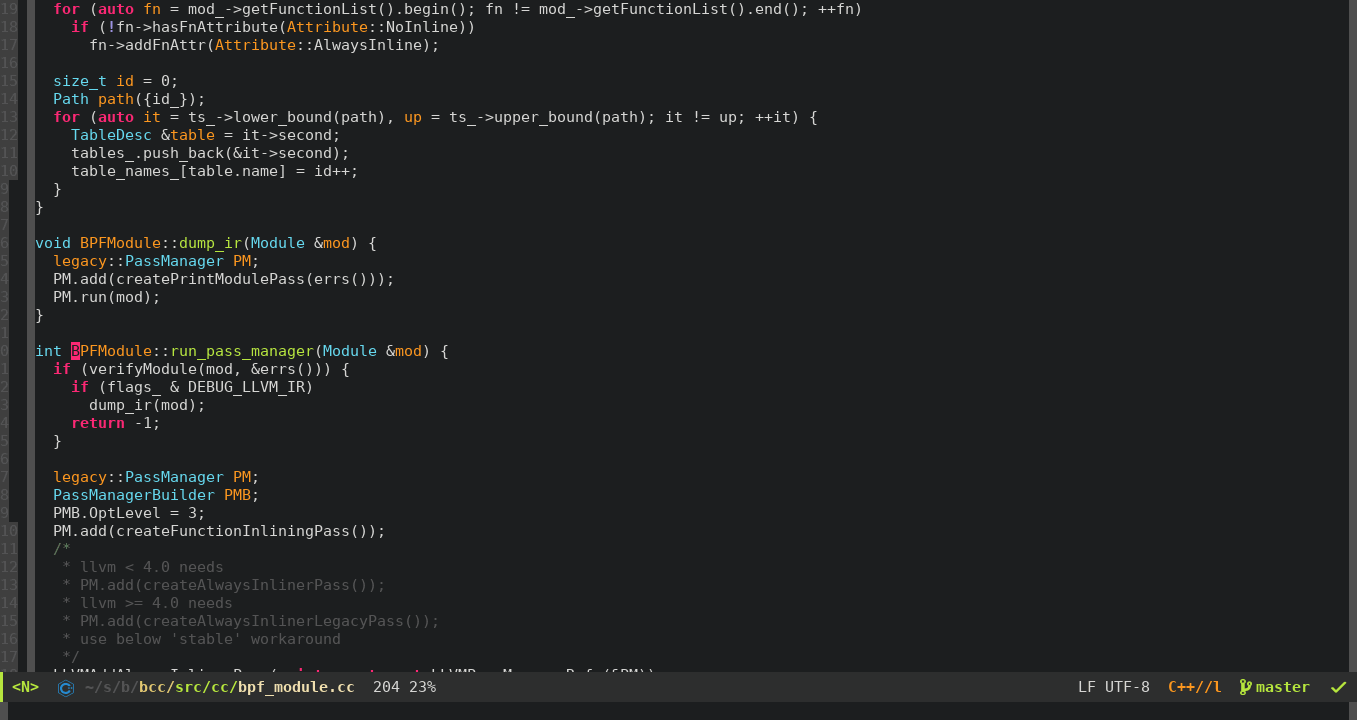 19   for (auto fn = mod_->getFunctionList().begin(); fn != mod_->getFunctionList().end(); ++fn)
18     if (!fn->hasFnAttribute(Attribute::NoInline))
17       fn->addFnAttr(Attribute::AlwaysInline);
16
15   size_t id = 0;
14   Path path({id_});
13   for (auto it = ts_->lower_bound(path), up = ts_->upper_bound(path); it != up; ++it) {
12     TableDesc &table = it->second;
11     tables_.push_back(&it->second);
10     table_names_[table.name] = id++;
9   }
8 }
7
6 void BPFModule::dump_ir(Module &mod) {
5   legacy::PassManager PM;
4   PM.add(createPrintModulePass(errs()));
3   PM.run(mod);
2 }
1
0 int BPFModule::run_pass_manager(Module &mod) {
1   if (verifyModule(mod, &errs())) {
2     if (flags_ & DEBUG_LLVM_IR)
3       dump_ir(mod);
4     return -1;
5   }
6
7   legacy::PassManager PM;
8   PassManagerBuilder PMB;
9   PMB.OptLevel = 3;
10   PM.add(createFunctionInliningPass());
11   /*
12    * llvm < 4.0 needs
13    * PM.add(createAlwaysInlinerPass());
14    * llvm >= 4.0 needs
15    * PM.add(createAlwaysInlinerLegacyPass());
16    * use below 'stable' workaround
17    */
<N> C++ ~/s/b/bcc/src/cc/bpf_module.cc 204 23% LF UTF-8 C++//l master